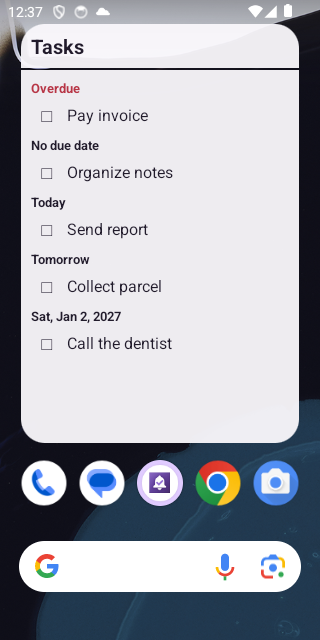 12:37
Tasks
Overdue
Pay invoice
No due date
Organize notes
Today
Send report
Tomorrow
Collect parcel
Sat, Jan 2, 2027
Call the dentist